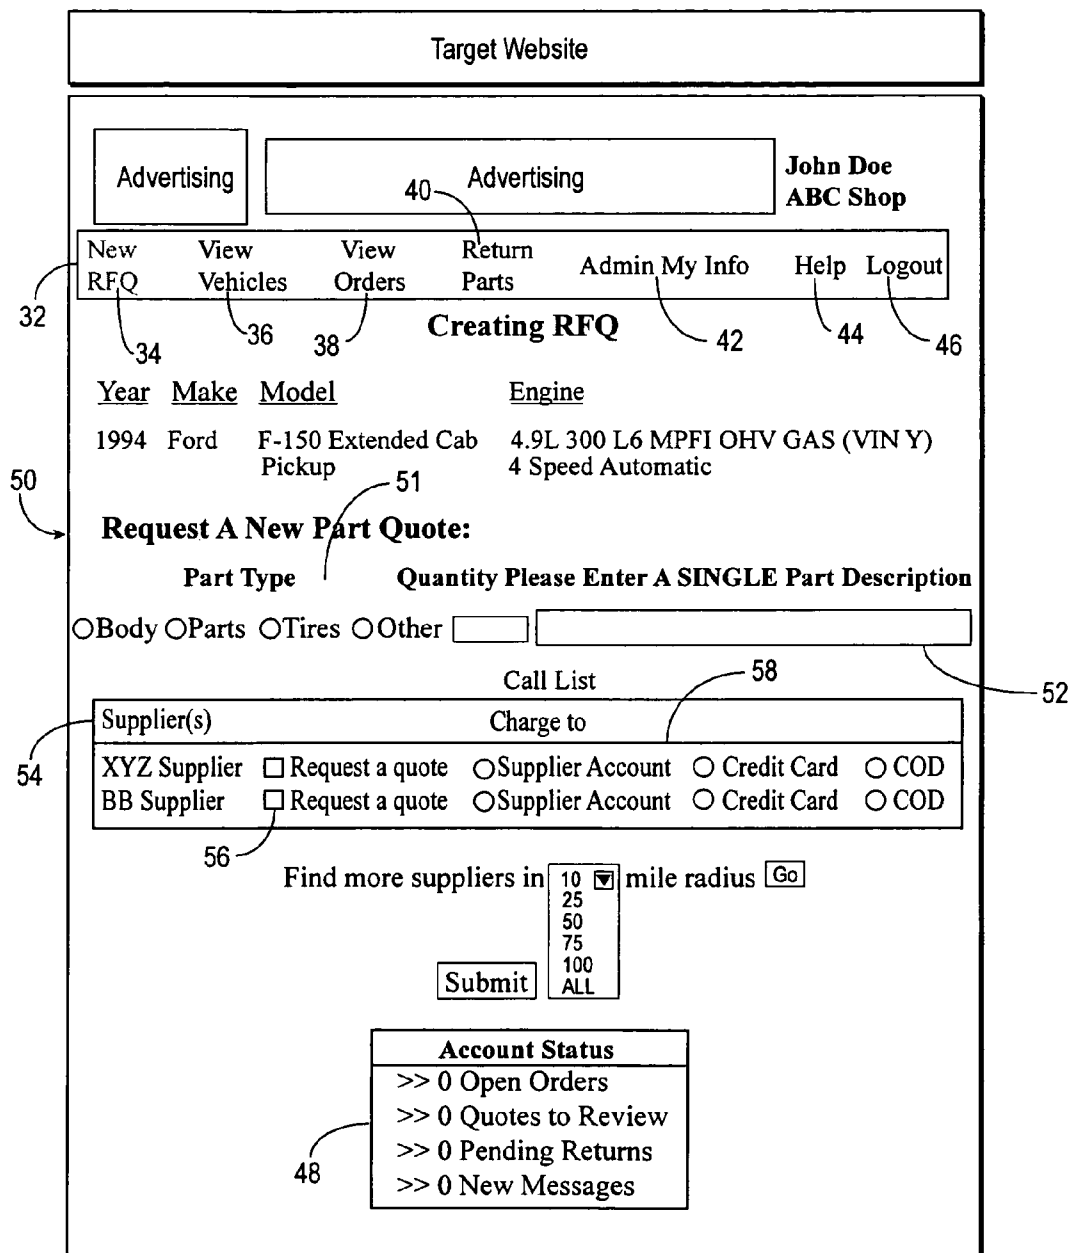 Target Website
Advertising
Advertising
John Doe
ABC Shop
40
New RFQ
View Vehicles
View Orders
Return Parts
Admin My Info
Help
Logout
32
34
36
38
42
44
46
Creating RFQ
Year Make Model Engine
1994 Ford F-150 Extended Cab 4.9L 300 L6 MPFI OHV GAS (VIN Y)
Pickup 4 Speed Automatic
50
51
Request A New Part Quote:
Part Type Quantity Please Enter A SINGLE Part Description
Body Parts Tires Other
52
Call List
58
Supplier(s) Charge to
54
XYZ Supplier Request a quote Supplier Account Credit Card COD
BB Supplier Request a quote Supplier Account Credit Card COD
56
Find more suppliers in 10 mile radius Go
25
50
75
100
ALL
Submit
Account Status
>> 0 Open Orders
>> 0 Quotes to Review
>> 0 Pending Returns
>> 0 New Messages
48